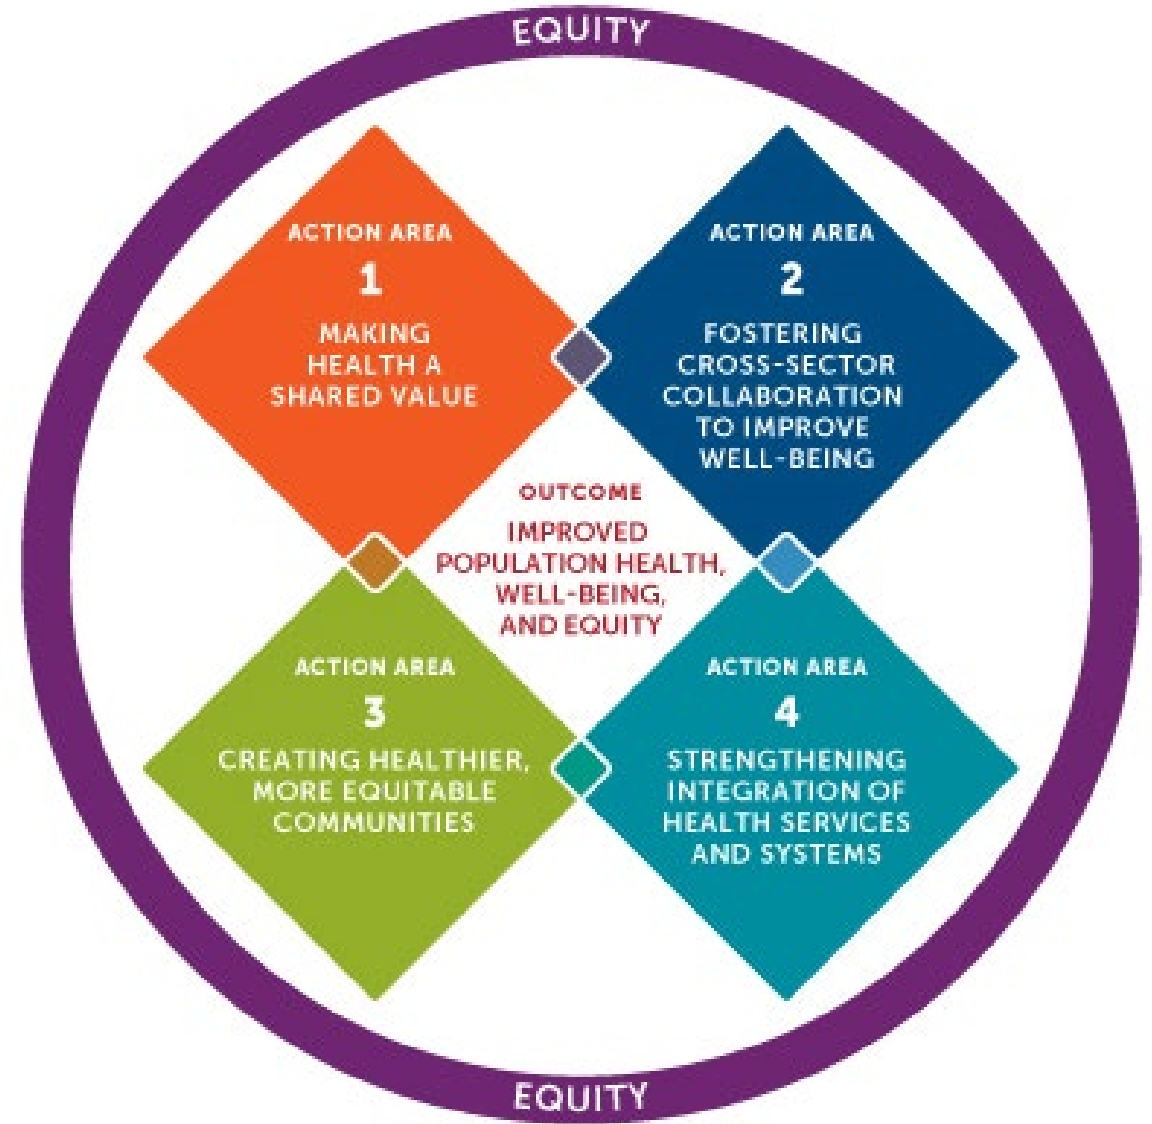 EQUITY
ACTION AREA
1
MAKING
HEALTH A
SHARED VALUE
ACTION AREA
2
FOSTERING
CROSS-SECTOR
COLLABORATION
TO IMPROVE
WELL-BEING
OUTCOME
IMPROVED
POPULATION HEALTH,
WELL-BEING,
AND EQUITY
ACTION AREA
3
CREATING HEALTHIER,
MORE EQUITABLE
COMMUNITIES
ACTION AREA
4
STRENGTHENING
INTEGRATION OF
HEALTH SERVICES
AND SYSTEMS
EQUITY